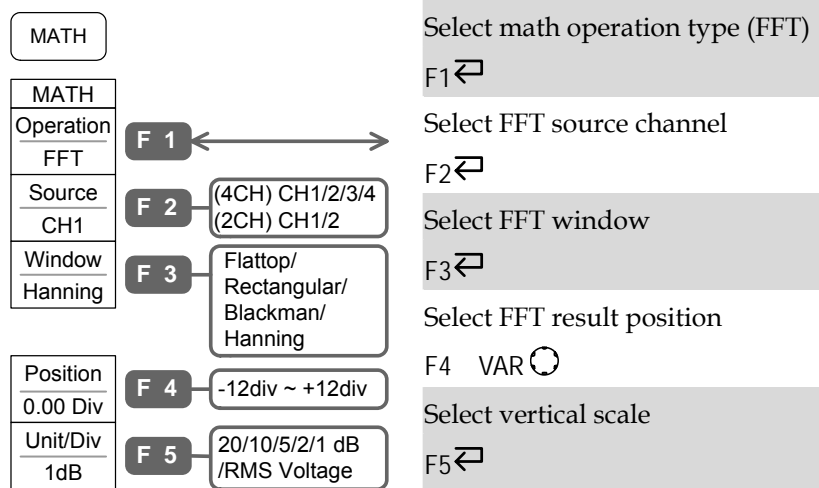 MATH
MATH
Operation
FFT
F 1
Source
CH1
F 2
(4CH) CH1/2/3/4
(2CH) CH1/2
Window
Hanning
F 3
Flattop/
Rectangular/
Blackman/
Hanning
Position
0.00 Div
F 4
-12div ~ +12div
Unit/Div
1dB
F 5
20/10/5/2/1 dB
/RMS Voltage
Select math operation type (FFT)
F1
Select FFT source channel
F2
Select FFT window
F3
Select FFT result position
F4 VAR
Select vertical scale
F5